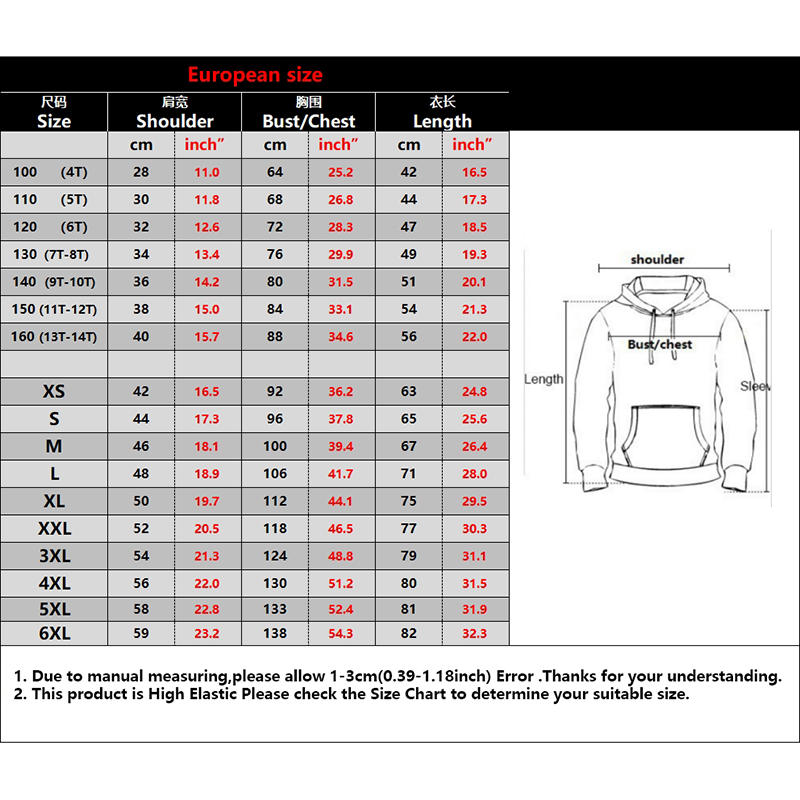 European size
尺码 肩宽 胸围 衣长
Size Shoulder Bust/Chest Length
cm inch” cm inch” cm inch”
100 (4T) 28 11.0 64 25.2 42 16.5
110 (5T) 30 11.8 68 26.8 44 17.3
120 (6T) 32 12.6 72 28.3 47 18.5
130 (7T-8T) 34 13.4 76 29.9 49 19.3
140 (9T-10T) 36 14.2 80 31.5 51 20.1
150 (11T-12T) 38 15.0 84 33.1 54 21.3
160 (13T-14T) 40 15.7 88 34.6 56 22.0
XS 42 16.5 92 36.2 63 24.8
S 44 17.3 96 37.8 65 25.6
M 46 18.1 100 39.4 67 26.4
L 48 18.9 106 41.7 71 28.0
XL 50 19.7 112 44.1 75 29.5
XXL 52 20.5 118 46.5 77 30.3
3XL 54 21.3 124 48.8 79 31.1
4XL 56 22.0 130 51.2 80 31.5
5XL 58 22.8 133 52.4 81 31.9
6XL 59 23.2 138 54.3 82 32.3
shoulder
Bust/chest
Length
Sleev
1. Due to manual measuring,please allow 1-3cm(0.39-1.18inch) Error .Thanks for your understanding.
2. This product is High Elastic Please check the Size Chart to determine your suitable size.